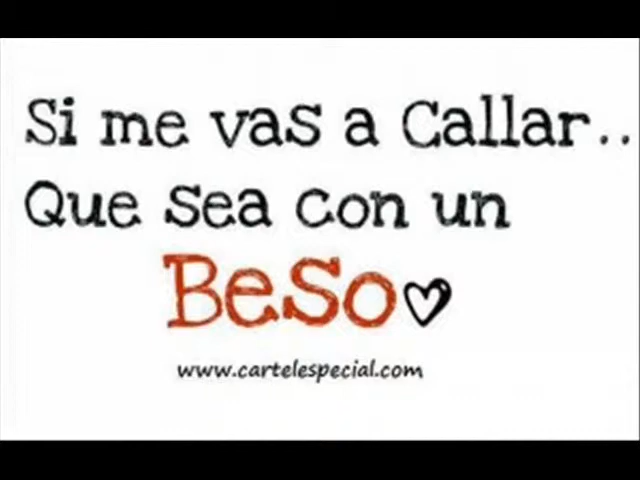 Si me vas a Callar..
Que sea con un
Beso
www.cartelespecial.com